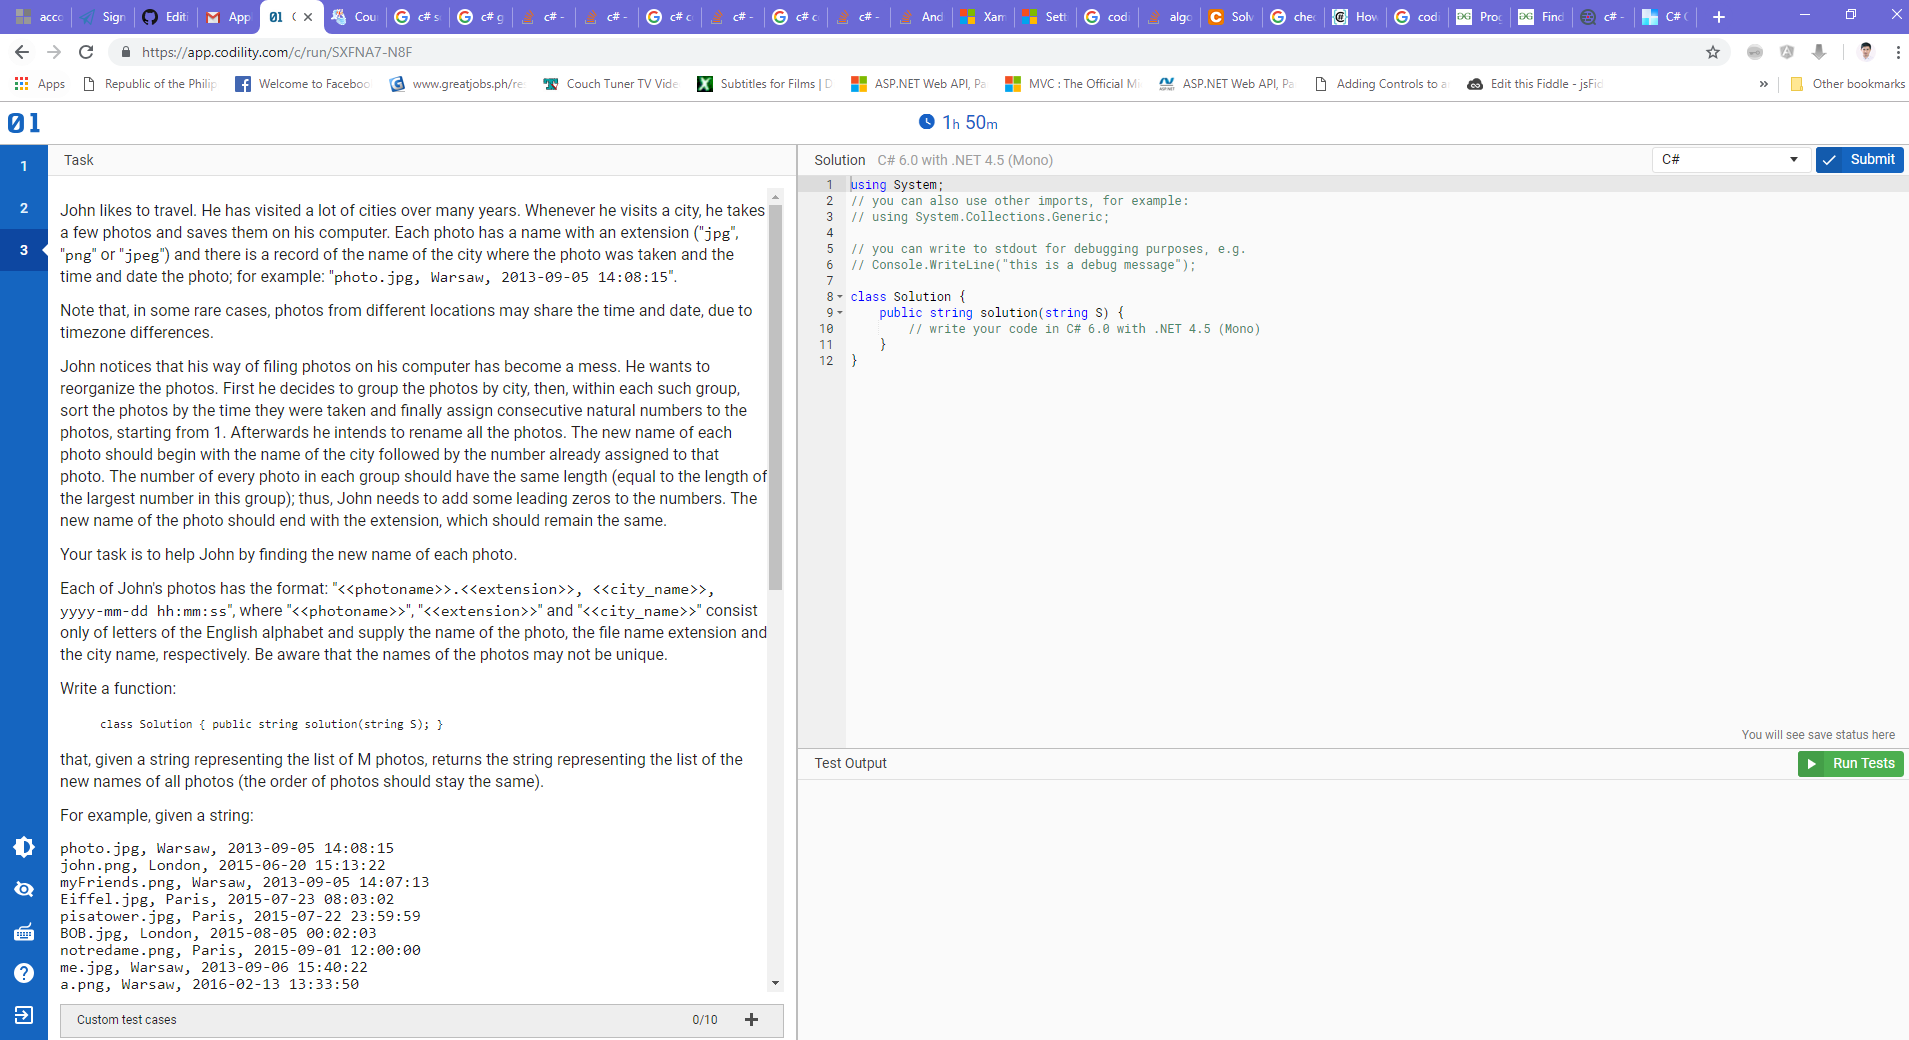 acco
Sign
Edit
App
01
Cour
c# s
c# g
c# -
c# -
c# c
c# -
c# c
c# -
And
Xam
Sett
codi
algo
Solv
chec
How
codi
Prog
Find
c# -
C# (
https://app.codility.com/c/run/SXFNA7-N8F
Apps
Republic of the Philip
Welcome to Faceboo
www.greatjobs.ph/re
Couch Tuner TV Vide
Subtitles for Films | D
ASP.NET Web API, Pa
MVC : The Official Mi
ASP.NET Web API, Pa
Adding Controls to a
Edit this Fiddle - jsFid
»
Other bookmarks
01
1h 50m
1
2
3
Task
John likes to travel. He has visited a lot of cities over many years. Whenever he visits a city, he takes
a few photos and saves them on his computer. Each photo has a name with an extension ("jpg",
"png" or "jpeg") and there is a record of the name of the city where the photo was taken and the
time and date the photo; for example: "photo.jpg, Warsaw, 2013-09-05 14:08:15".
Note that, in some rare cases, photos from different locations may share the time and date, due to
timezone differences.
John notices that his way of filing photos on his computer has become a mess. He wants to
reorganize the photos. First he decides to group the photos by city, then, within each such group,
sort the photos by the time they were taken and finally assign consecutive natural numbers to the
photos, starting from 1. Afterwards he intends to rename all the photos. The new name of each
photo should begin with the name of the city followed by the number already assigned to that
photo. The number of every photo in each group should have the same length (equal to the length of
the largest number in this group); thus, John needs to add some leading zeros to the numbers. The
new name of the photo should end with the extension, which should remain the same.
Your task is to help John by finding the new name of each photo.
Each of John's photos has the format: "<<photoname>>.<<extension>>, <<city_name>>,
yyyy-mm-dd hh:mm:ss", where "<<photoname>>", "<<extension>>" and "<<city_name>>" consist
only of letters of the English alphabet and supply the name of the photo, the file name extension and
the city name, respectively. Be aware that the names of the photos may not be unique.
Write a function:
class Solution { public string solution(string S); }
that, given a string representing the list of M photos, returns the string representing the list of the
new names of all photos (the order of photos should stay the same).
For example, given a string:
photo.jpg, Warsaw, 2013-09-05 14:08:15
john.png, London, 2015-06-20 15:13:22
myFriends.png, Warsaw, 2013-09-05 14:07:13
Eiffel.jpg, Paris, 2015-07-23 08:03:02
pisatower.jpg, Paris, 2015-07-22 23:59:59
BOB.jpg, London, 2015-08-05 00:02:03
notredame.png, Paris, 2015-09-01 12:00:00
me.jpg, Warsaw, 2013-09-06 15:40:22
a.png, Warsaw, 2016-02-13 13:33:50
Custom test cases
0/10
Solution C# 6.0 with .NET 4.5 (Mono)
C#
Submit
1 using System;
2 // you can also use other imports, for example:
3 // using System.Collections.Generic;
4
5 // you can write to stdout for debugging purposes, e.g.
6 // Console.WriteLine("this is a debug message");
7
8 class Solution {
9 public string solution(string S) {
10 // write your code in C# 6.0 with .NET 4.5 (Mono)
11 }
12 }
You will see save status here
Test Output
Run Tests